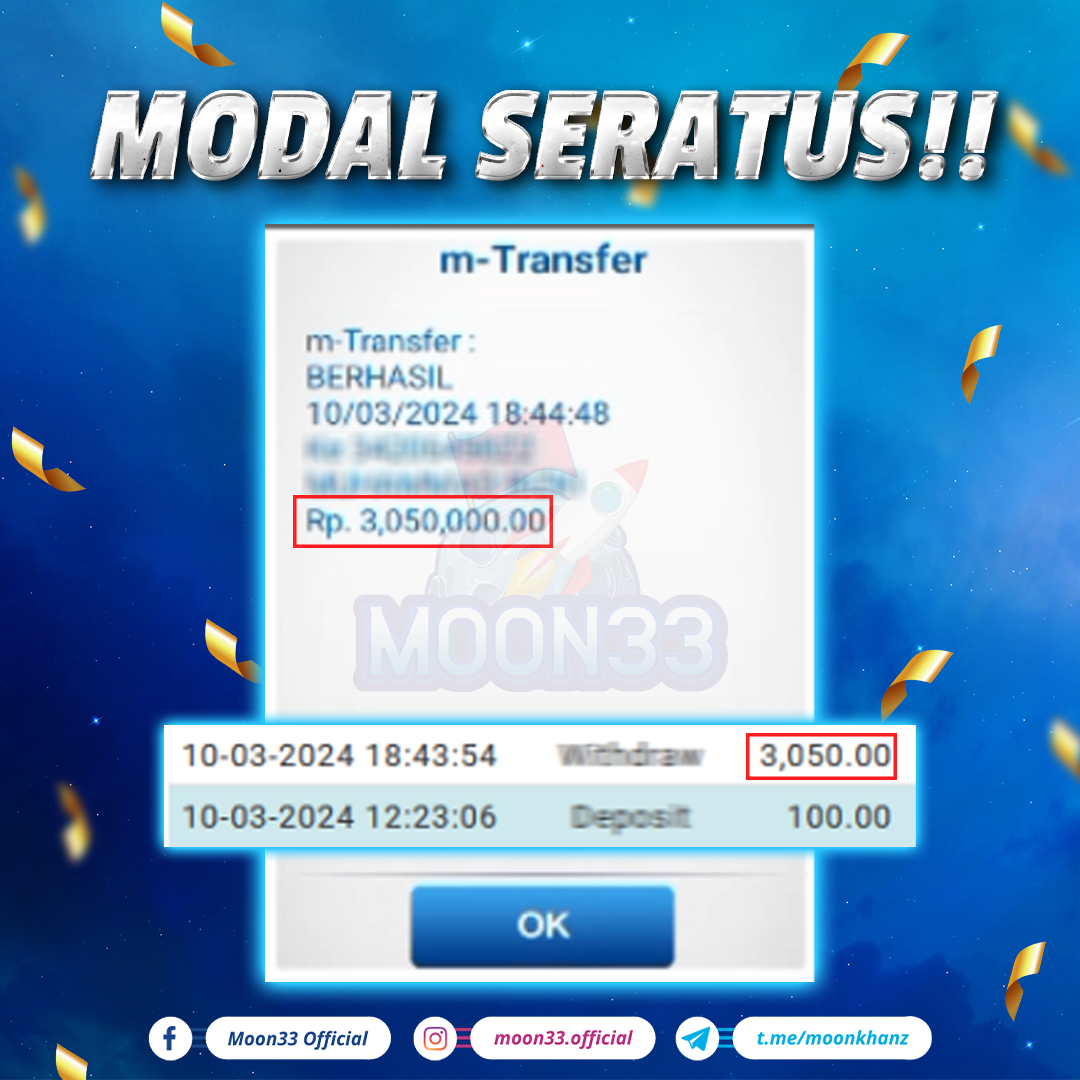 MODAL SERATUS!!
m-Transfer
m-Transfer :
BERHASIL
10/03/2024 18:44:48
Rp. 3,050,000.00
MOON33
10-03-2024 18:43:54 Withdraw 3,050.00
10-03-2024 12:23:06 Deposit 100.00
OK
Moon33 Official moon33.official t.me/moonkhanz